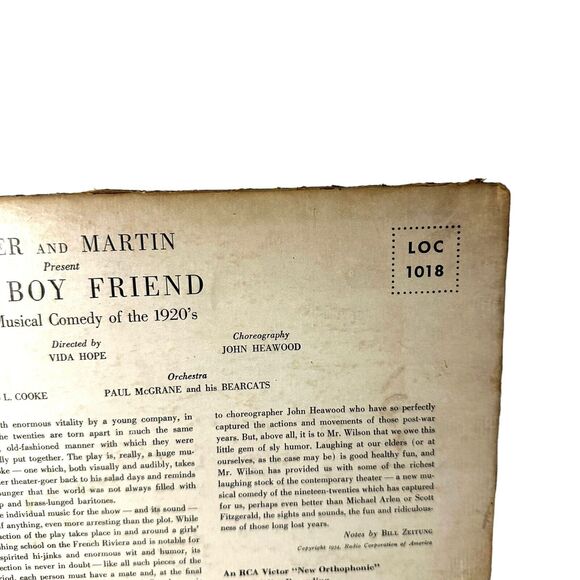 ER AND MARTIN
Present
BOY FRIEND
Musical Comedy of the 1920's
LOC
1018
Directed by
VIDA HOPE
Choreography
JOHN HEAWOOD
Orchestra
PAUL McGRANE and his BEARCATS
L. COOKE
th enormous vitality by a young company, in
he twenties are torn apart in much the same
, old-fashioned manner with which they were
lly put together. The play is, really, a huge mu-
oke – one which, both visually and audibly, takes
er theater-goer back to his salad days and reminds
unger that the world was not always filled with
p and brass-lunged baritones.
e individual music for the show — and its sound —
if anything, even more arresting than the plot. While
ction of the play takes place in and around a girls'
hing school on the French Riviera and is notable for
spirited hi-jinks and enormous wit and humor, its
ection is never in doubt – like all such pieces of the
riod, each person must have a mate and, at the final
to choreographer John Heawood who have so perfectly
captured the actions and movements of those post-war
years. But, above all, it is to Mr. Wilson that we owe this
little gem of sly humor. Laughing at our elders (or at
ourselves, as the case may be) is good healthy fun, and
Mr. Wilson has provided us with some of the richest
laughing stock of the contemporary theater — a new mu-
sical comedy of the nineteen-twenties which has captured
for us, perhaps even better than Michael Arlen or Scott
Fitzgerald, the sights and sounds, the fun and ridiculous-
ness of those long lost years.
Notes by BILL ZEITUNG
Copyright 1954, Radio Corporation of America
An RCA Victor "New Orthophonic"